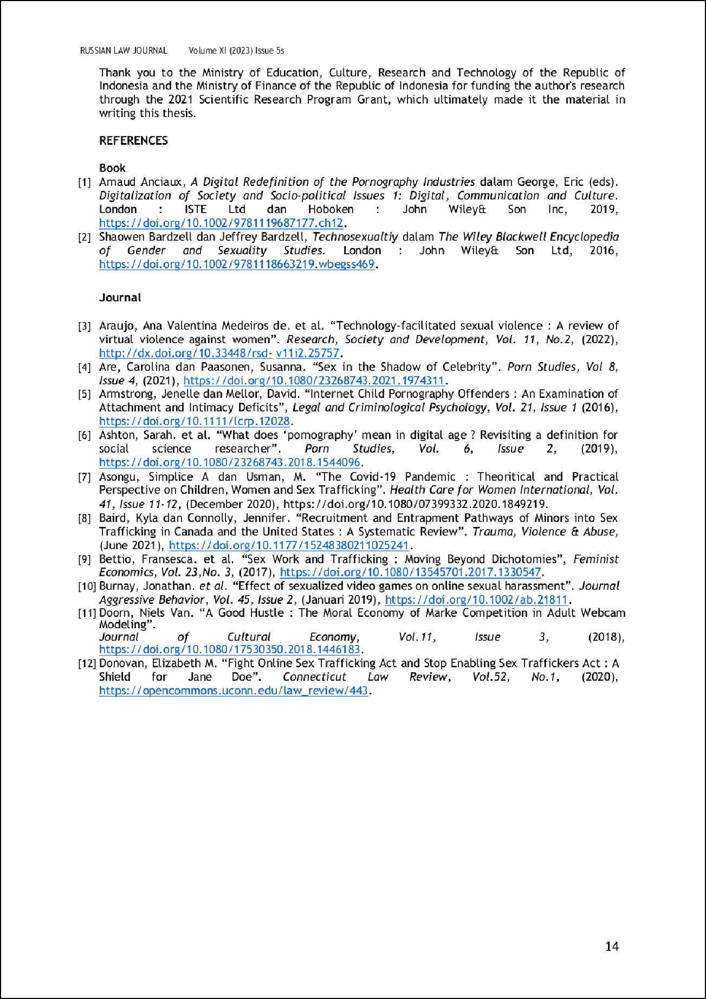 RUSSIAN LAW JOURNAL Volume XI (2023) Issue 5s
Thank you to the Ministry of Education, Culture, Research and Technology of the Republic of
Indonesia and the Ministry of Finance of the Republic of Indonesia for funding the author's research
through the 2021 Scientific Research Program Grant, which ultimately made it the material in
writing this thesis.
REFERENCES
Book
[1] Arnaud Anciaux, A Digital Redefinition of the Pornography Industries dalam George, Eric (eds).
Digitalization of Society and Socio-political Issues 1: Digital, Communication and Culture.
London : ISTE Ltd dan Hoboken : John Wiley& Son Inc, 2019,
https://doi.org/10.1002/9781119687177.ch12.
[2] Shaowen Bardzell dan Jeffrey Bardzell, Technosexualtiy dalam The Wiley Blackwell Encyclopedia
of Gender and Sexuality Studies. London : John Wiley& Son Ltd, 2016,
https://doi.org/10.1002/9781118663219.wbegss469.
Journal
[3] Araujo, Ana Valentina Medeiros de. et al. “Technology-facilitated sexual violence : A review of
virtual violence against women”. Research, Society and Development, Vol. 11, No.2, (2022),
http://dx.doi.org/10.33448/rsd- v11i2.25757.
[4] Are, Carolina dan Paasonen, Susanna. “Sex in the Shadow of Celebrity”. Porn Studies, Vol 8,
Issue 4, (2021), https://doi.org/10.1080/23268743.2021.1974311.
[5] Armstrong, Jenelle dan Mellor, David. “Internet Child Pornography Offenders : An Examination of
Attachment and Intimacy Deficits”, Legal and Criminological Psychology, Vol. 21, Issue 1 (2016),
https://doi.org/10.1111/lcrp.12028.
[6] Ashton, Sarah. et al. “What does ‘pornography’ mean in digital age ? Revisiting a definition for
social science researcher”. Porn Studies, Vol. 6, Issue 2, (2019),
https://doi.org/10.1080/23268743.2018.1544096.
[7] Asongu, Simplice A dan Usman, M. “The Covid-19 Pandemic : Theoritical and Practical
Perspective on Children, Women and Sex Trafficking”. Health Care for Women International, Vol.
41, Issue 11-12, (December 2020), https://doi.org/10.1080/07399332.2020.1849219.
[8] Baird, Kyla dan Connolly, Jennifer. “Recruitment and Entrapment Pathways of Minors into Sex
Trafficking in Canada and the United States : A Systematic Review”. Trauma, Violence & Abuse,
(June 2021), https://doi.org/10.1177/15248380211025241.
[9] Bettio, Fransesca. et al. “Sex Work and Trafficking : Moving Beyond Dichotomies”, Feminist
Economics, Vol. 23,No. 3, (2017), https://doi.org/10.1080/13545701.2017.1330547.
[10] Burnay, Jonathan. et al. “Effect of sexualized video games on online sexual harassment”. Journal
Aggressive Behavior, Vol. 45, Issue 2, (Januari 2019), https://doi.org/10.1002/ab.21811.
[11] Doorn, Niels Van. “A Good Hustle : The Moral Economy of Marke Competition in Adult Webcam
Modeling”.
Journal of Cultural Economy, Vol. 11, Issue 3, (2018),
https://doi.org/10.1080/17530350.2018.1446183.
[12] Donovan, Elizabeth M. “Fight Online Sex Trafficking Act and Stop Enabling Sex Traffickers Act : A
Shield for Jane Doe”. Connecticut Law Review, Vol.52, No.1, (2020),
https://opencommons.uconn.edu/law_review/443.
14